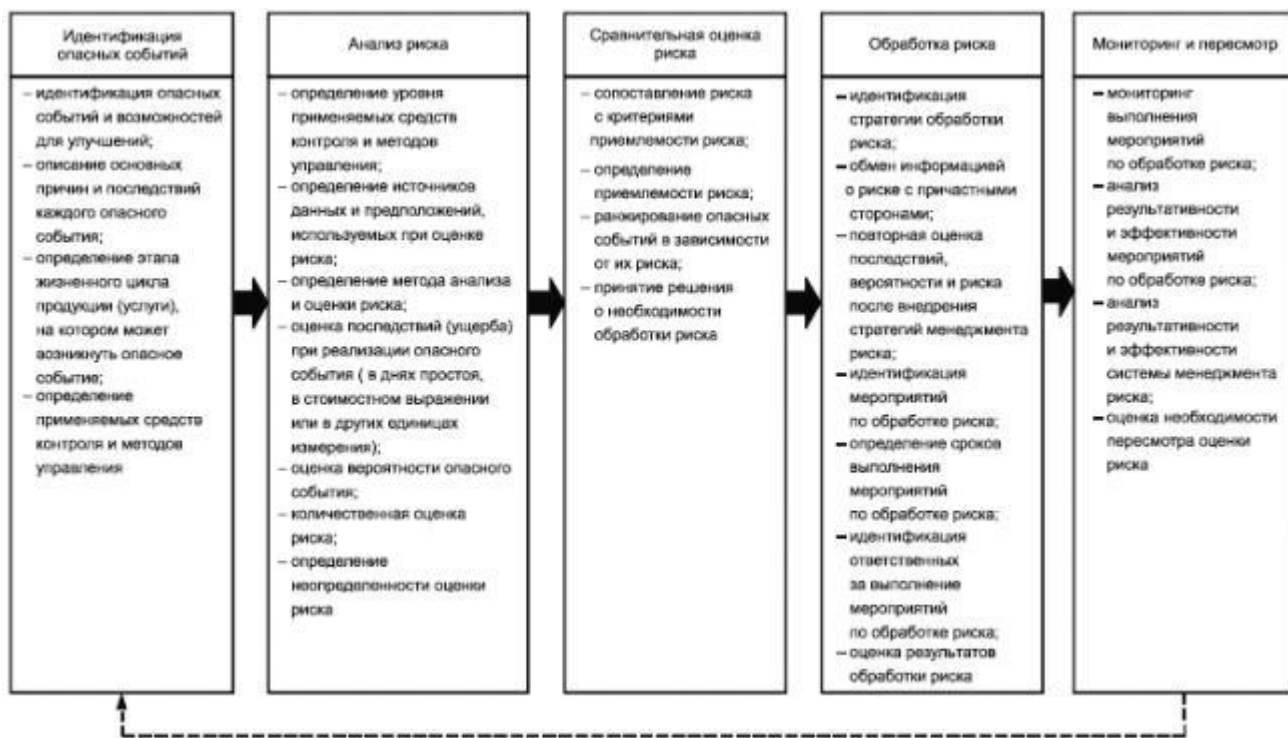 Идентификация
опасных событий
– идентификация опасных
событий и возможностей
для улучшений;
– описание основных
причин и последствий
каждого опасного
события;
– определение этапа
жизненного цикла
продукции (услуги),
на котором может
возникнуть опасное
событие;
– определение
применяемых средств
контроля и методов
управления
Анализ риска
– определение уровня
применяемых средств
контроля и методов
управления;
– определение источников
данных и предположений,
используемых при оценке
риска;
– определение метода анализа
и оценки риска;
– оценка последствий (ущерба)
при реализации опасного
события ( в днях простоя,
в стоимостном выражении
или в других единицах
измерения);
– оценка вероятности опасного
события;
– количественная оценка
риска;
– определение
неопределенности оценки
риска
Сравнительная оценка
риска
– сопоставление риска
с критериями
приемлемости риска;
– определение
приемлемости риска;
– ранжирование опасных
событий в зависимости
от их риска;
– принятие решения
о необходимости
обработки риска
Обработка риска
– идентификация
стратегии обработки
риска;
– обмен информацией
о риске с причастными
сторонами;
– повторная оценка
последствий,
вероятности и риска
после внедрения
стратегий менеджмента
риска;
– идентификация
мероприятий
по обработке риска;
– определение сроков
выполнения
мероприятий
по обработке риска;
– идентификация
ответственных
за выполнение
мероприятий
по обработке риска;
– оценка результатов
обработки риска
Мониторинг и пересмотр
– мониторинг
выполнения
мероприятий
по обработке риска;
– анализ
результативности
и эффективности
мероприятий
по обработке риска;
– анализ
результативности
и эффективности
системы менеджмента
риска;
– оценка необходимости
пересмотра оценки
риска